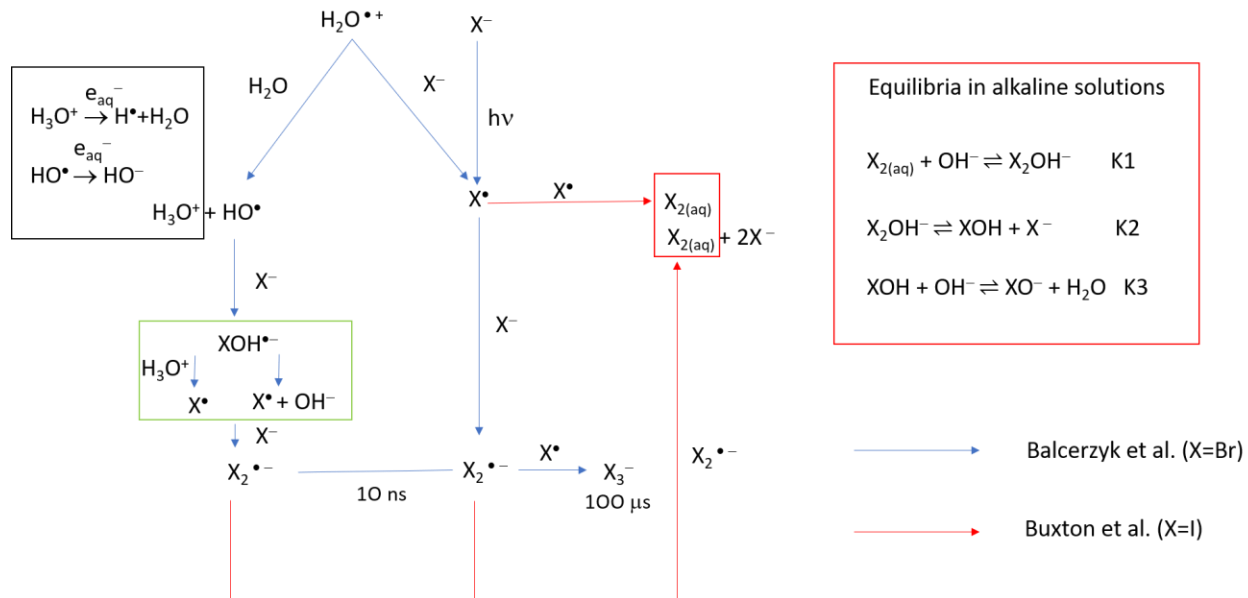 H₂O•⁺
X⁻
H₂O
X⁻
hν
eₐq⁻
H₃O⁺ → H•+H₂O
eₐq⁻
HO• → HO⁻
H₃O⁺ + HO•
X•
X•
X₂₍aq₎
X₂₍aq₎ + 2X⁻
X⁻
X⁻
XOH•⁻
H₃O⁺
X•
X• + OH⁻
X⁻
X₂•⁻
10 ns
X₂•⁻
X•
X₃⁻
100 μs
X₂•⁻
Equilibria in alkaline solutions
X₂₍aq₎ + OH⁻ ⇌ X₂OH⁻ K1
X₂OH⁻ ⇌ XOH + X⁻ K2
XOH + OH⁻ ⇌ XO⁻ + H₂O K3
Balcerzyk et al. (X=Br)
Buxton et al. (X=I)